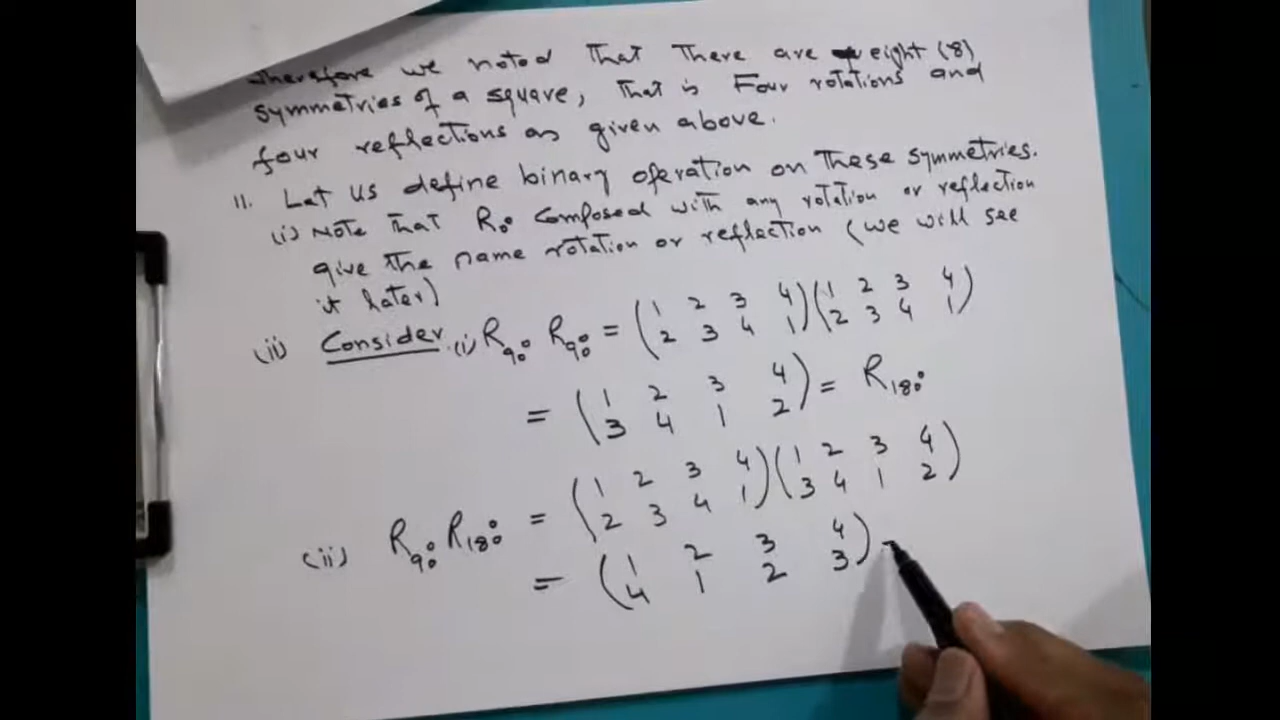 Therefore we noted that there are eight (8)
symmetries of a square, that is Four rotations and
four reflections as given above.
11. Let us define binary operation on these symmetries.
(i) Note that R0° composed with any rotation or reflection
give the name rotation or reflection (we will see
it later)
(ii) Consider (i) R90° R90° = (1 2 3 4)(1 2 3 4)
2 3 4 1 2 3 4 1
= (1 2 3 4) = R180°
3 4 1 2
(ii) R90° R180° = (1 2 3 4)(1 2 3 4)
2 3 4 1 3 4 1 2
= (1 2 3 4) =
4 1 2 3